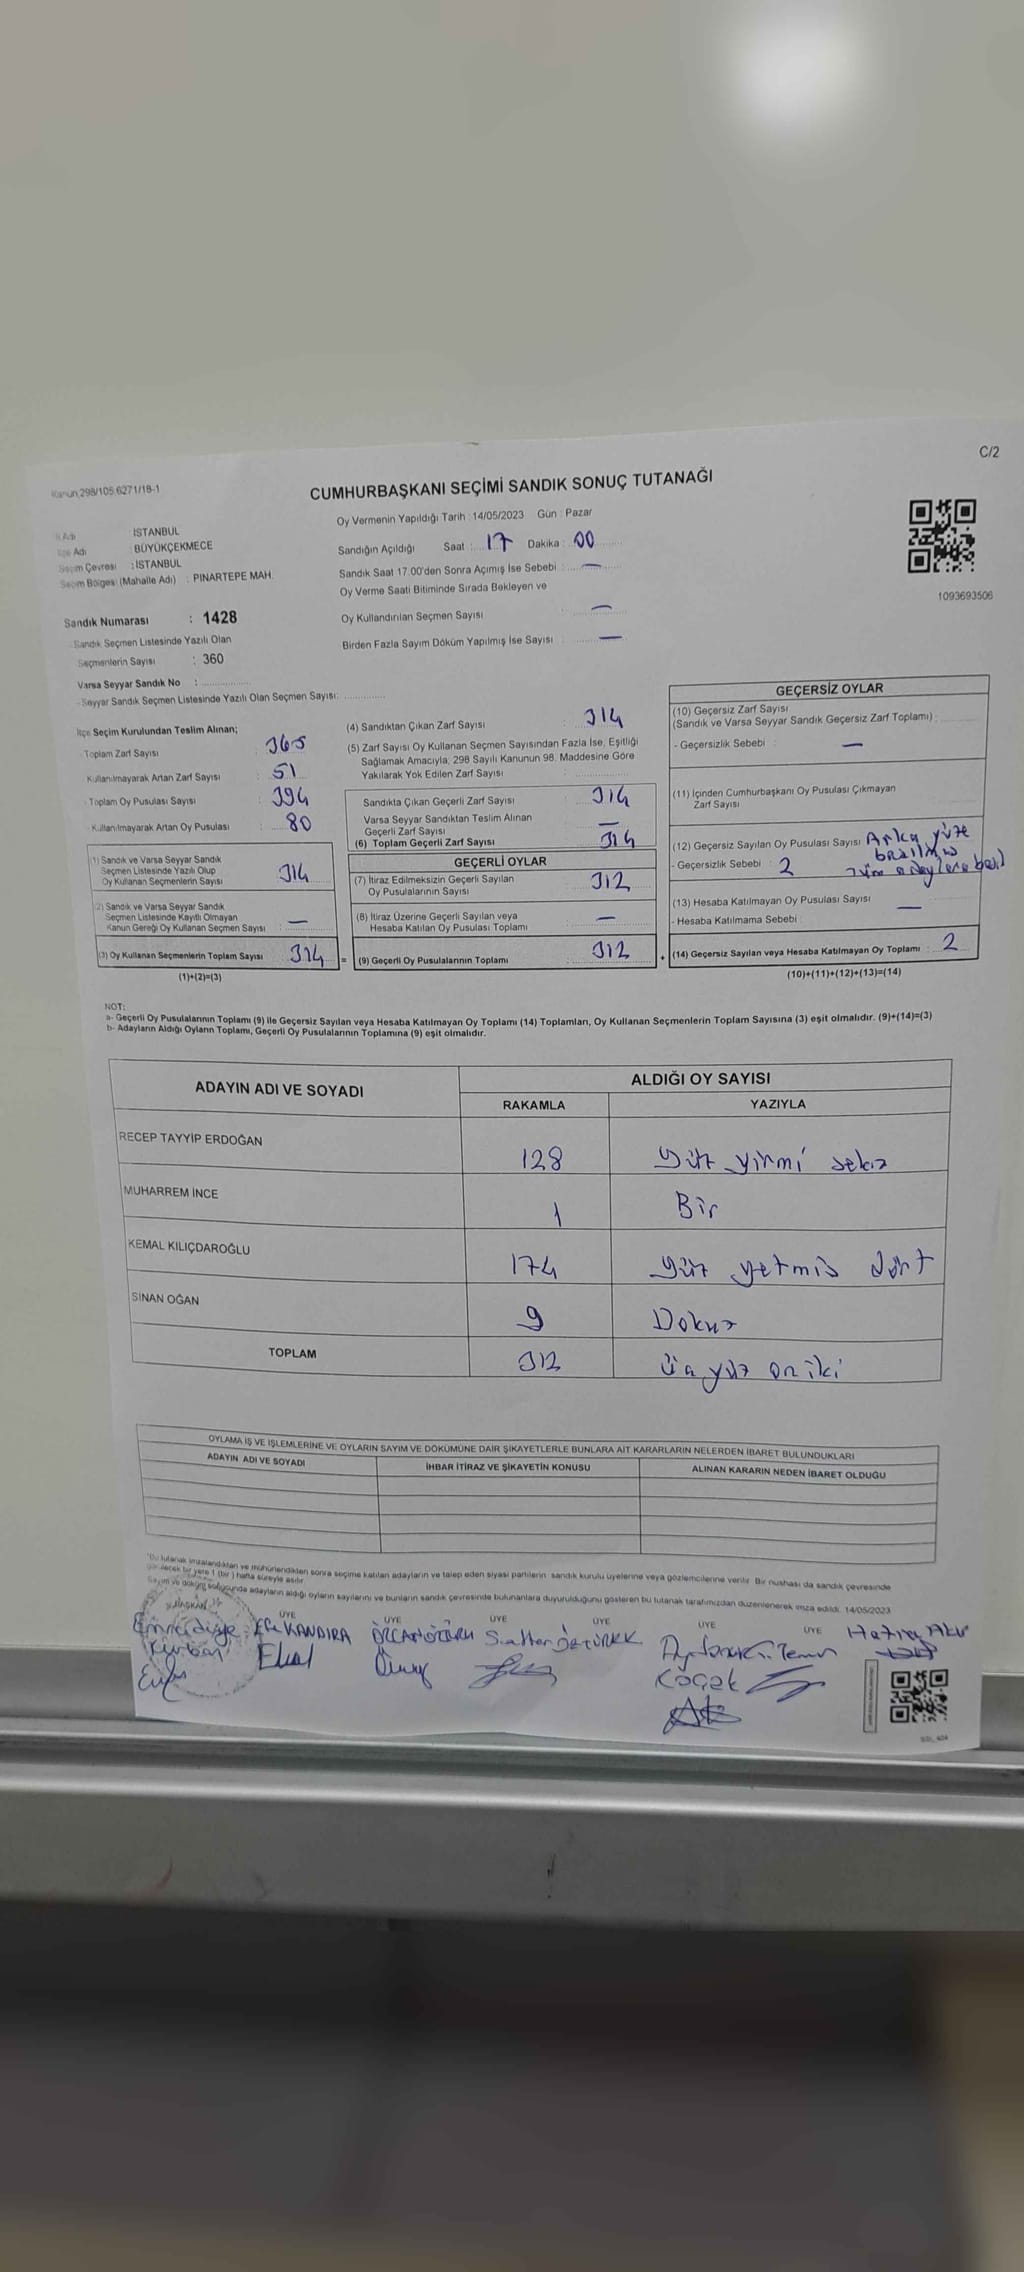 C/2
Kanun 298/105 6271/18-1
CUMHURBAŞKANI SEÇİMİ SANDIK SONUÇ TUTANAĞI
İl Adı : İSTANBUL
İlçe Adı : BÜYÜKÇEKMECE
Seçim Çevresi : İSTANBUL
Seçim Bölgesi (Mahalle Adı) : PINARTEPE MAH.
Sandık Numarası : 1428
Sandık Seçmen Listesinde Yazılı Olan
Seçmenlerin Sayısı : 360
Varsa Seyyar Sandık No :
- Seyyar Sandık Seçmen Listesinde Yazılı Olan Seçmen Sayısı:
Oy Vermenin Yapıldığı Tarih : 14/05/2023 Gün : Pazar
Sandığın Açıldığı Saat : 17 Dakika : 00
Sandık Saat 17.00'den Sonra Açımış İse Sebebi : —
Oy Verme Saati Bitiminde Sırada Bekleyen ve
Oy Kullandırılan Seçmen Sayısı : —
Birden Fazla Sayım Döküm Yapılmış İse Sayısı : —
1093693506
İlçe Seçim Kurulundan Teslim Alınan;
- Toplam Zarf Sayısı : 365
Kullanılmayarak Artan Zarf Sayısı : 51
- Toplam Oy Pusulası Sayısı : 394
- Kullanılmayarak Artan Oy Pusulası : 80
(1) Sandık ve Varsa Seyyar Sandık
Seçmen Listesinde Yazılı Olup
Oy Kullanan Seçmenlerin Sayısı : 314
(2) Sandık ve Varsa Seyyar Sandık
Seçmen Listesinde Kayıtlı Olmayan
Kanun Gereği Oy Kullanan Seçmen Sayısı : —
(3) Oy Kullanan Seçmenlerin Toplam Sayısı : 314 =
(1)+(2)=(3)
(4) Sandıktan Çıkan Zarf Sayısı : 314
(5) Zarf Sayısı Oy Kullanan Seçmen Sayısından Fazla İse, Eşitliği
Sağlamak Amacıyla, 298 Sayılı Kanunun 98. Maddesine Göre
Yakılarak Yok Edilen Zarf Sayısı :
Sandıkta Çıkan Geçerli Zarf Sayısı : 314
Varsa Seyyar Sandıktan Teslim Alınan
Geçerli Zarf Sayısı : —
(6) Toplam Geçerli Zarf Sayısı : 314
GEÇERLİ OYLAR
(7) İtiraz Edilmeksizin Geçerli Sayılan
Oy Pusulalarının Sayısı : 312
(8) İtiraz Üzerine Geçerli Sayılan veya
Hesaba Katılan Oy Pusulası Toplamı : —
(9) Geçerli Oy Pusulalarının Toplamı : 312 +
GEÇERSİZ OYLAR
(10) Geçersiz Zarf Sayısı
(Sandık ve Varsa Seyyar Sandık Geçersiz Zarf Toplamı) :
- Geçersizlik Sebebi : —
(11) İçinden Cumhurbaşkanı Oy Pusulası Çıkmayan
Zarf Sayısı
(12) Geçersiz Sayılan Oy Pusulası Sayısı : Arka yüze
- Geçersizlik Sebebi : 2
(13) Hesaba Katılmayan Oy Pusulası Sayısı : —
- Hesaba Katılmama Sebebi :
(14) Geçersiz Sayılan veya Hesaba Katılmayan Oy Toplamı : 2
(10)+(11)+(12)+(13)=(14)
NOT:
a- Geçerli Oy Pusulalarının Toplamı (9) ile Geçersiz Sayılan veya Hesaba Katılmayan Oy Toplamı (14) Toplamları, Oy Kullanan Seçmenlerin Toplam Sayısına (3) eşit olmalıdır. (9)+(14)=(3)
b- Adayların Aldığı Oyların Toplamı, Geçerli Oy Pusulalarının Toplamına (9) eşit olmalıdır.
ADAYIN ADI VE SOYADI ALDIĞI OY SAYISI
RAKAMLA YAZIYLA
RECEP TAYYİP ERDOĞAN 128 yüz yirmi sekiz
MUHARREM İNCE 1 Bir
KEMAL KILIÇDAROĞLU 174 yüz yetmiş dört
SİNAN OĞAN 9 Dokuz
TOPLAM 312 üç yüz on iki
OYLAMA İŞ VE İŞLEMLERİNE VE OYLARIN SAYIM VE DÖKÜMÜNE DAİR ŞİKAYETLERLE BUNLARA AİT KARARLARIN NELERDEN İBARET BULUNDUKLARI
ADAYIN ADI VE SOYADI İHBAR İTİRAZ VE ŞİKAYETİN KONUSU ALINAN KARARIN NEDEN İBARET OLDUĞU
*Bu tutanak imzalandıktan ve mühürlendikten sonra seçime katılan adayların ve talep eden siyasi partilerin sandık kurulu üyelerine veya gözlemcilerine verilir. Bir nüshası da sandık çevresinde
görülecek bir yere 1 (bir) hafta süreyle asılır.
Sayım ve döküm sonucunda adayların aldığı oyların sayılarını ve bunların sandık çevresinde bulunanlara duyurulduğunu gösteren bu tutanak tarafımızdan düzenlenerek imza edildi. 14/05/2023
BAŞKAN ÜYE ÜYE ÜYE ÜYE ÜYE ÜYE
KANDIRA ÖZCAN ÖZTÜRK ÖZTÜRK
Elial Koçak